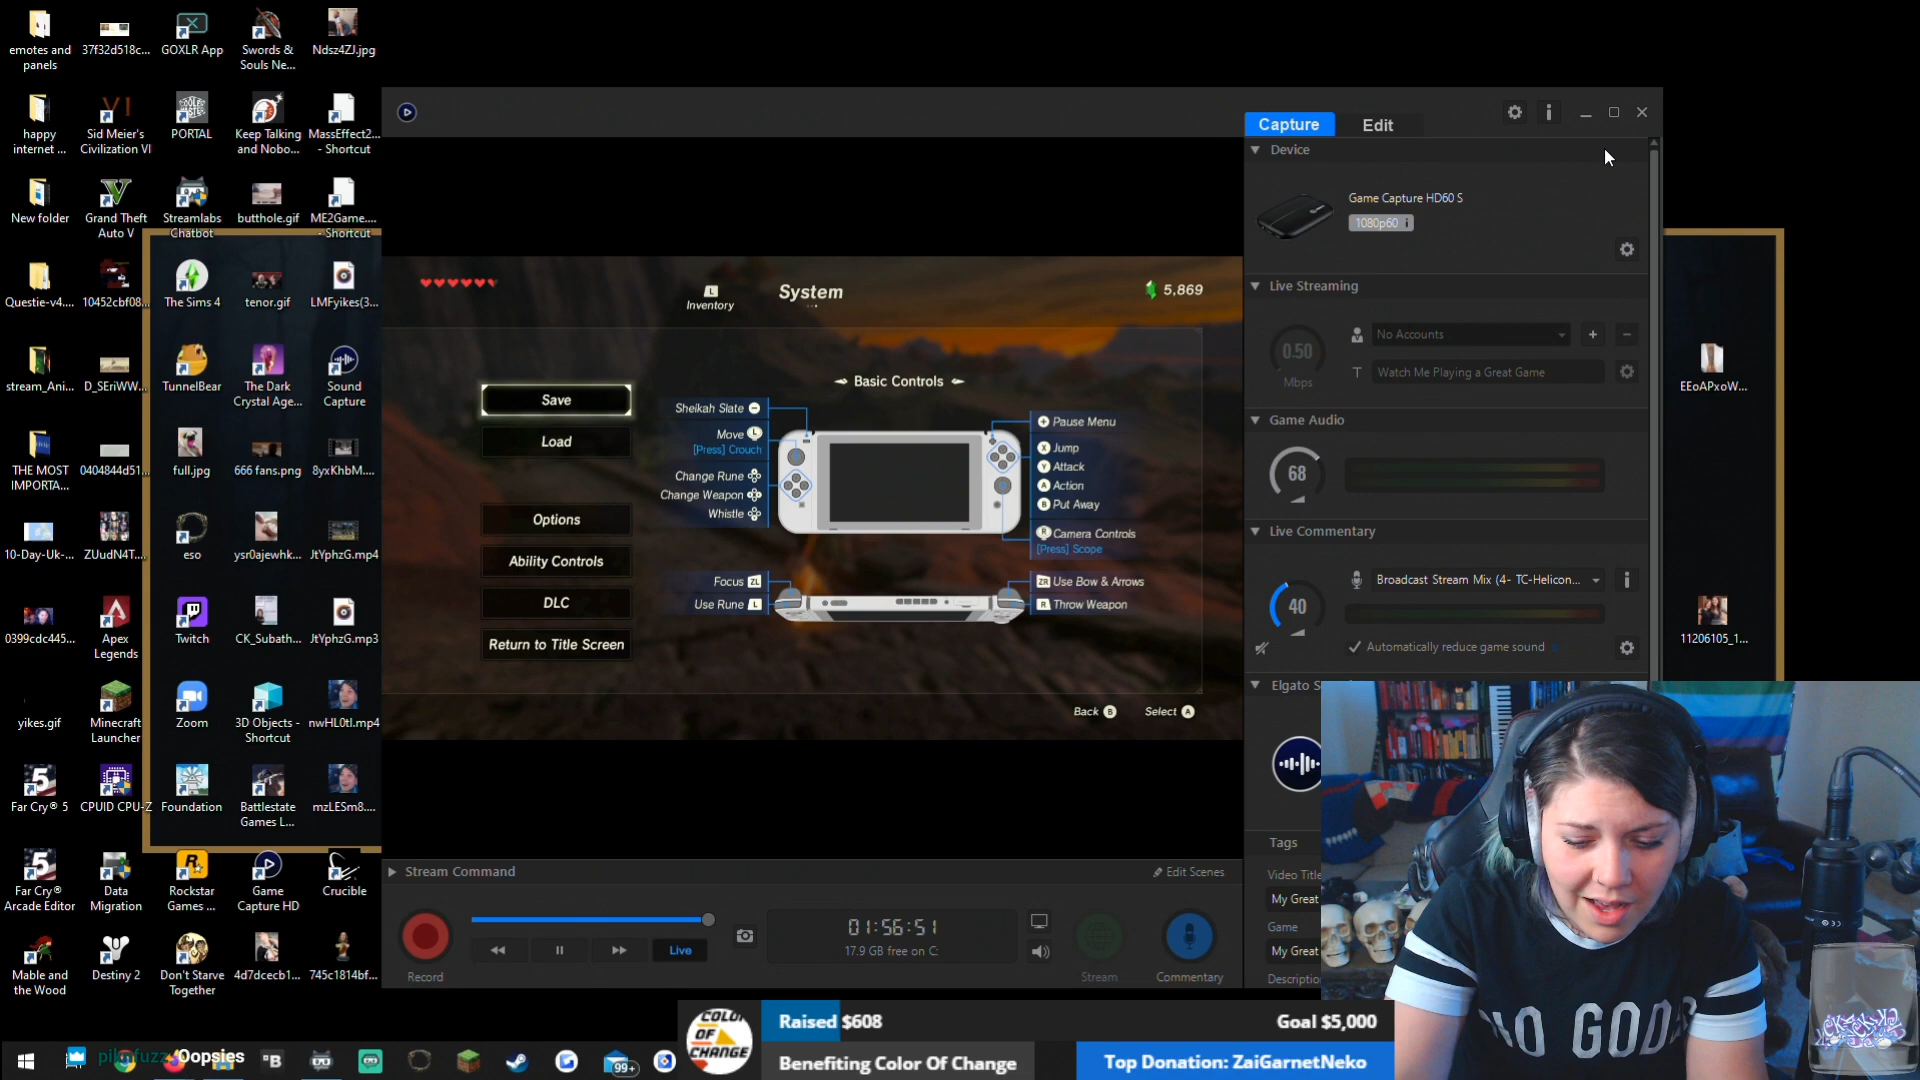 emotes and
panels
37f32d518c...
GOXLR App
Swords &
Souls Ne...
Ndsz4ZJ.jpg
happy
internet ...
Sid Meier's
Civilization VI
PORTAL
Keep Talking
and Nobo...
MassEffect2...
- Shortcut
New folder
Grand Theft
Auto V
Streamlabs
Chatbot
butthole.gif
ME2Game....
- Shortcut
Questie-v4....
10452cbf08...
The Sims 4
tenor.gif
LMFyikes(3...
stream_Ani...
D_SEriWW...
TunnelBear
The Dark
Crystal Age...
Sound
Capture
THE MOST
IMPORTA...
0404844d51...
full.jpg
666 fans.png
8yxKhbM....
10-Day-Uk-...
ZUudN4T....
eso
ysr0ajewhk...
JtYphzG.mp4
0399cdc445...
Apex
Legends
Twitch
CK_Subath...
JtYphzG.mp3
yikes.gif
Minecraft
Launcher
Zoom
3D Objects -
Shortcut
nwHL0tl.mp4
Far Cry® 5
CPUID CPU-Z
Foundation
Battlestate
Games L...
mzLESm8....
Far Cry®
Arcade Editor
Data
Migration
Rockstar
Games ...
Game
Capture HD
Crucible
Mable and
the Wood
Destiny 2
Don't Starve
Together
4d7dcecb1...
745c1814bf...
EEoAPxoW...
11206105_1...
Capture
Edit
Device
Game Capture HD60 S
1080p60 i
Live Streaming
0.50
Mbps
No Accounts
Watch Me Playing a Great Game
Game Audio
68
Live Commentary
40
Broadcast Stream Mix (4- TC-Helicon...
Automatically reduce game sound
Elgato S
Tags
Video Title
My Great
Game
My Great
Descriptio
L
Inventory
System
5,869
Save
Load
Options
Ability Controls
DLC
Return to Title Screen
Basic Controls
Sheikah Slate
Move L
[Press] Crouch
Change Rune
Change Weapon
Whistle
Focus ZL
Use Rune L
Pause Menu
X Jump
Y Attack
A Action
B Put Away
R Camera Controls
[Press] Scope
ZR Use Bow & Arrows
R Throw Weapon
Back B
Select A
Stream Command
Edit Scenes
Record
Live
01:56:51
17.9 GB free on C:
Stream
Commentary
COLOR
OF
CHANGE
Raised $608
Goal $5,000
Benefiting Color Of Change
Top Donation: ZaiGarnetNeko
Oopsies
99+
NO GODS